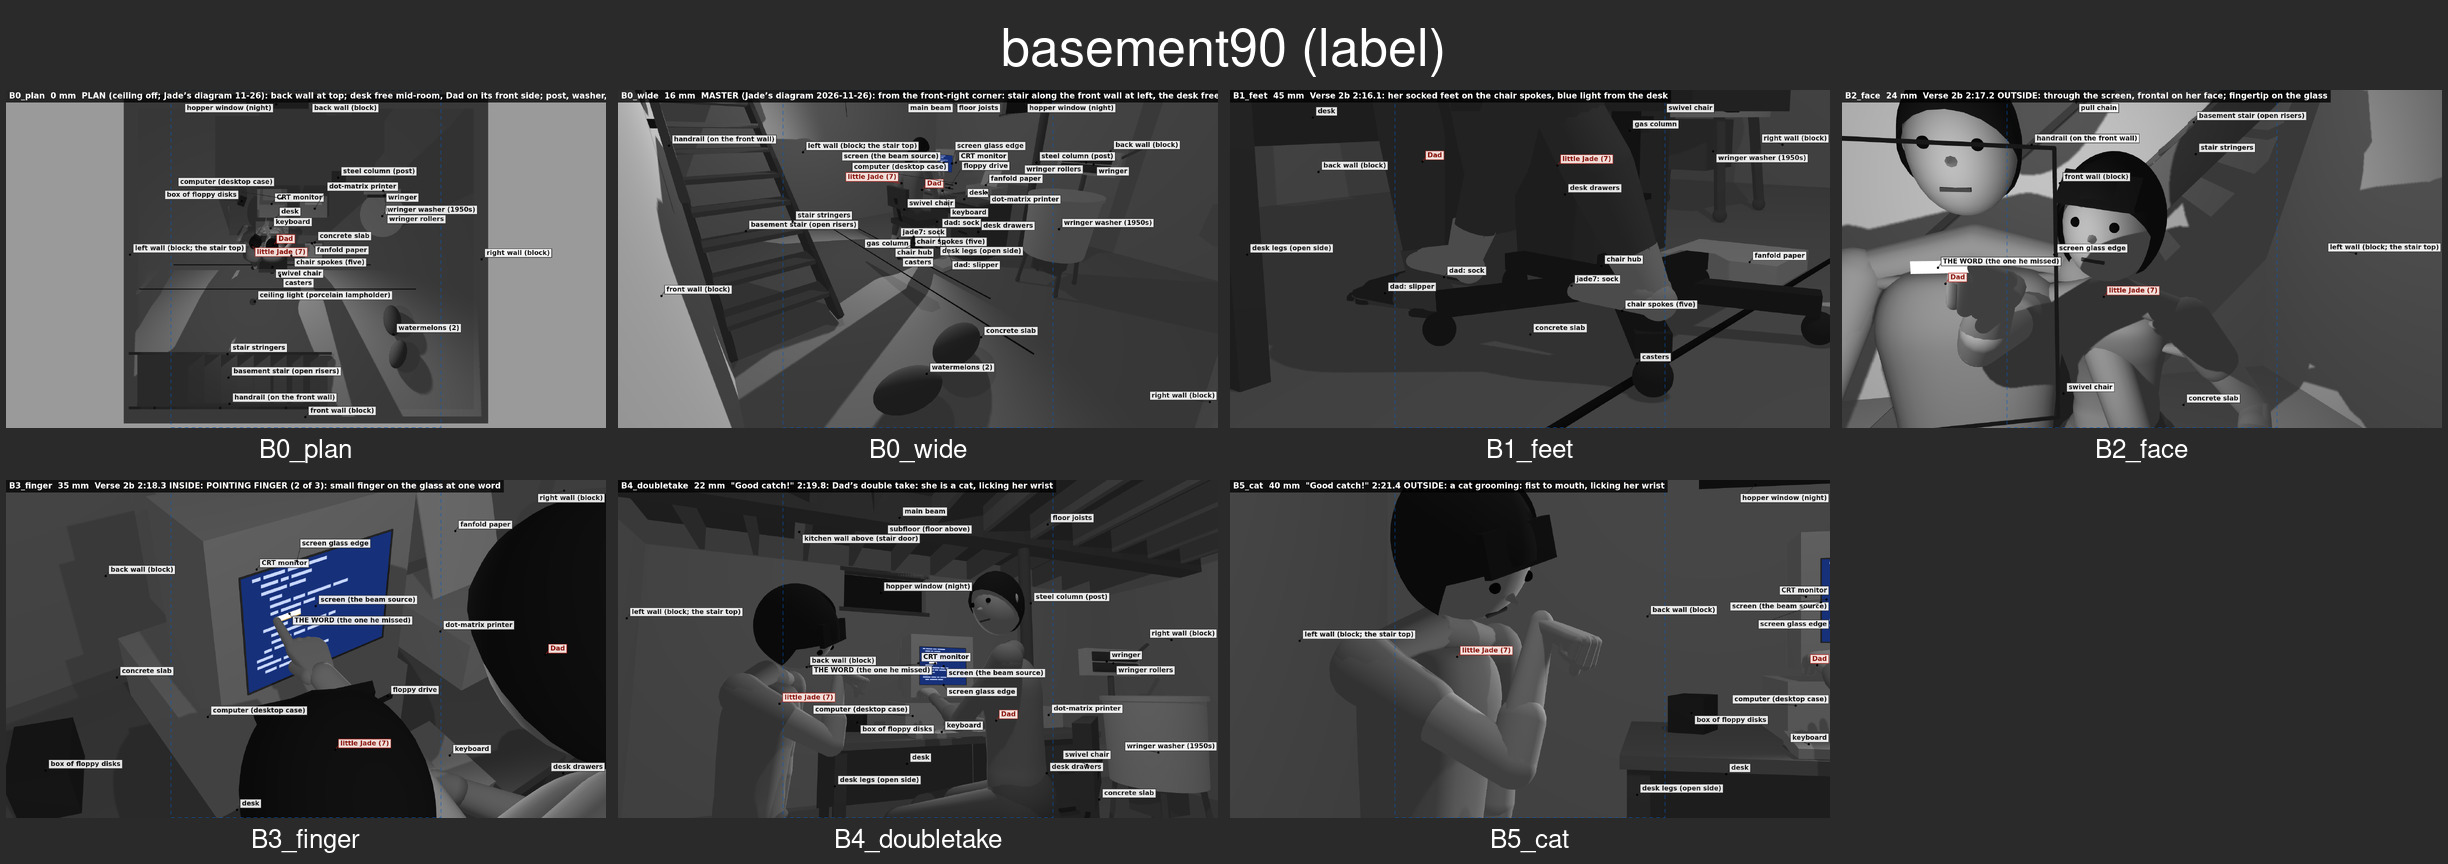 basement90 (label)
B0_plan 0 mm PLAN (ceiling off; Jade's diagram 11-26): back wall at top; desk free mid-room, Dad on its front side; post, washer,
hopper window (night)
back wall (block)
steel column (post)
computer (desktop case)
dot-matrix printer
box of floppy disks
CRT monitor
wringer
desk
wringer washer (1950s)
wringer rollers
keyboard
Dad
concrete slab
left wall (block; the stair top)
little Jade (7)
fanfold paper
right wall (block)
chair spokes (five)
swivel chair
casters
ceiling light (porcelain lampholder)
watermelons (2)
stair stringers
basement stair (open risers)
handrail (on the front wall)
front wall (block)
B0_plan
B0_wide 16 mm MASTER (Jade's diagram 2026-11-26): from the front-right corner: stair along the front wall at left, the desk free
main beam
floor joists
hopper window (night)
handrail (on the front wall)
left wall (block; the stair top)
screen glass edge
back wall (block)
screen (the beam source)
CRT monitor
steel column (post)
computer (desktop case)
floppy drive
wringer rollers
wringer
little Jade (7)
fanfold paper
Dad
desk
dot-matrix printer
swivel chair
keyboard
stair stringers
basement stair (open risers)
dad: sock
desk drawers
wringer washer (1950s)
jade7: sock
gas column
chair spokes (five)
chair hub
desk legs (open side)
casters
dad: slipper
front wall (block)
concrete slab
watermelons (2)
right wall (block)
B0_wide
B1_feet 45 mm Verse 2b 2:16.1: her socked feet on the chair spokes, blue light from the desk
swivel chair
desk
gas column
right wall (block)
Dad
little Jade (7)
wringer washer (1950s)
back wall (block)
desk drawers
desk legs (open side)
fanfold paper
chair hub
dad: sock
jade7: sock
dad: slipper
chair spokes (five)
concrete slab
casters
B1_feet
B2_face 24 mm Verse 2b 2:17.2 OUTSIDE: through the screen, frontal on her face; fingertip on the glass
pull chain
basement stair (open risers)
handrail (on the front wall)
stair stringers
front wall (block)
screen glass edge
left wall (block; the stair top)
THE WORD (the one he missed)
Dad
little Jade (7)
swivel chair
concrete slab
B2_face
B3_finger 35 mm Verse 2b 2:18.3 INSIDE: POINTING FINGER (2 of 3): small finger on the glass at one word
right wall (block)
fanfold paper
screen glass edge
CRT monitor
back wall (block)
screen (the beam source)
THE WORD (the one he missed)
dot-matrix printer
Dad
concrete slab
floppy drive
computer (desktop case)
little Jade (7)
keyboard
box of floppy disks
desk drawers
desk
B3_finger
B4_doubletake 22 mm "Good catch!" 2:19.8: Dad's double take: she is a cat, licking her wrist
main beam
floor joists
subfloor (floor above)
kitchen wall above (stair door)
hopper window (night)
steel column (post)
left wall (block; the stair top)
right wall (block)
CRT monitor
wringer
back wall (block)
THE WORD (the one he missed)
screen (the beam source)
wringer rollers
screen glass edge
little Jade (7)
computer (desktop case)
dot-matrix printer
Dad
box of floppy disks
keyboard
wringer washer (1950s)
swivel chair
desk
desk drawers
desk legs (open side)
concrete slab
B4_doubletake
B5_cat 40 mm "Good catch!" 2:21.4 OUTSIDE: a cat grooming: fist to mouth, licking her wrist
hopper window (night)
CRT monitor
back wall (block)
screen (the beam source)
screen glass edge
left wall (block; the stair top)
little Jade (7)
Dad
computer (desktop case)
box of floppy disks
keyboard
desk
desk legs (open side)
B5_cat